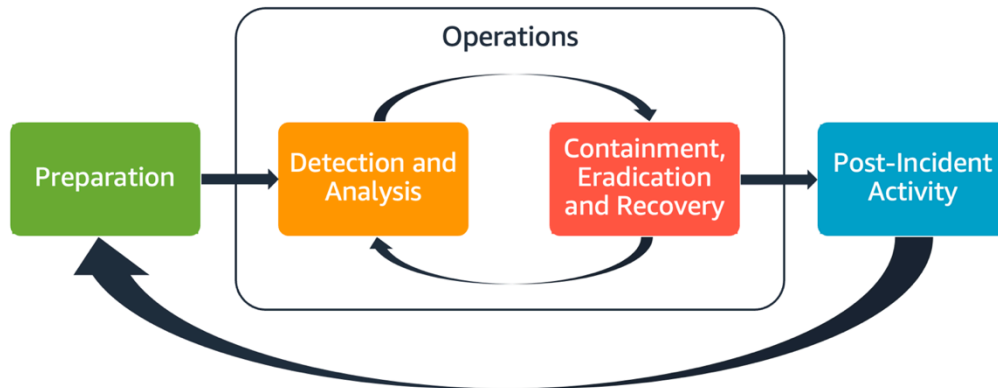 Operations
Preparation
Detection and
Analysis
Containment,
Eradication
and Recovery
Post-Incident
Activity